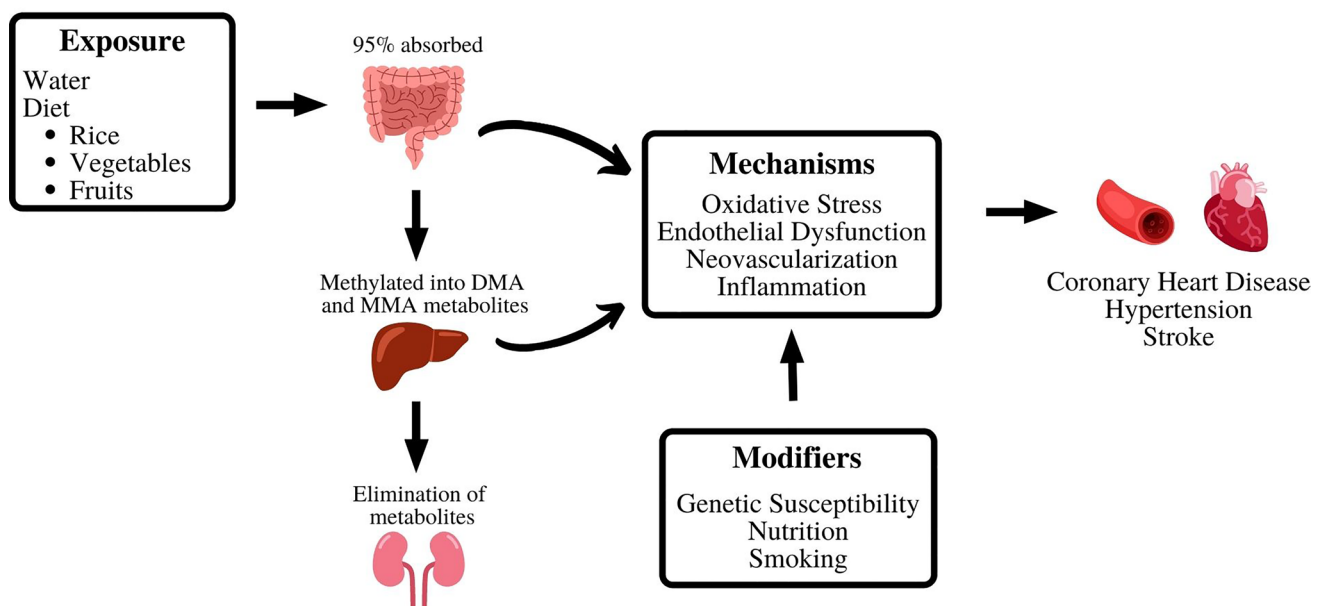 Exposure
Water
Diet
• Rice
• Vegetables
• Fruits
95% absorbed
Methylated into DMA
and MMA metabolites
Elimination of
metabolites
Mechanisms
Oxidative Stress
Endothelial Dysfunction
Neovascularization
Inflammation
Modifiers
Genetic Susceptibility
Nutrition
Smoking
Coronary Heart Disease
Hypertension
Stroke